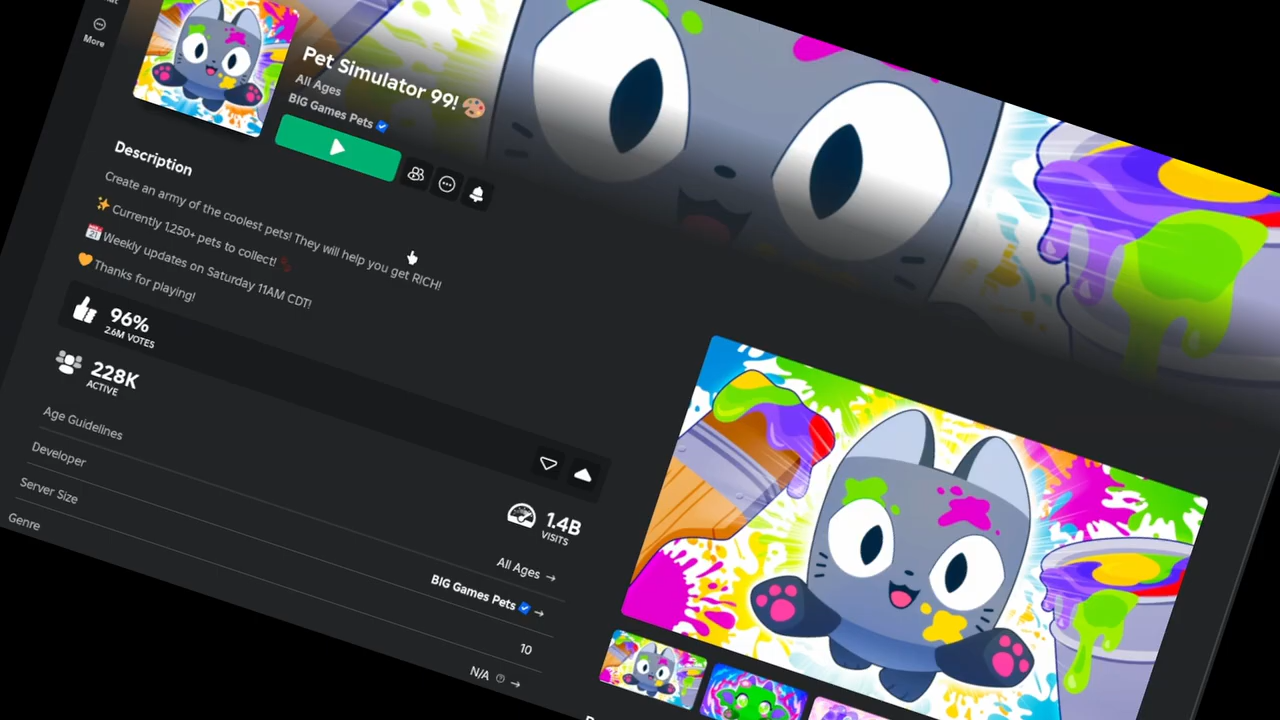 More
Pet Simulator 99! 🎨
All Ages
BIG Games Pets
Description
Create an army of the coolest pets! They will help you get RICH!
✨Currently 1,250+ pets to collect! 🐾
📅Weekly updates on Saturday 11AM CDT!
🧡Thanks for playing!
96%
2.6M VOTES
228K
ACTIVE
1.4B
VISITS
Age Guidelines
All Ages →
Developer
BIG Games Pets →
Server Size
10
Genre
N/A →